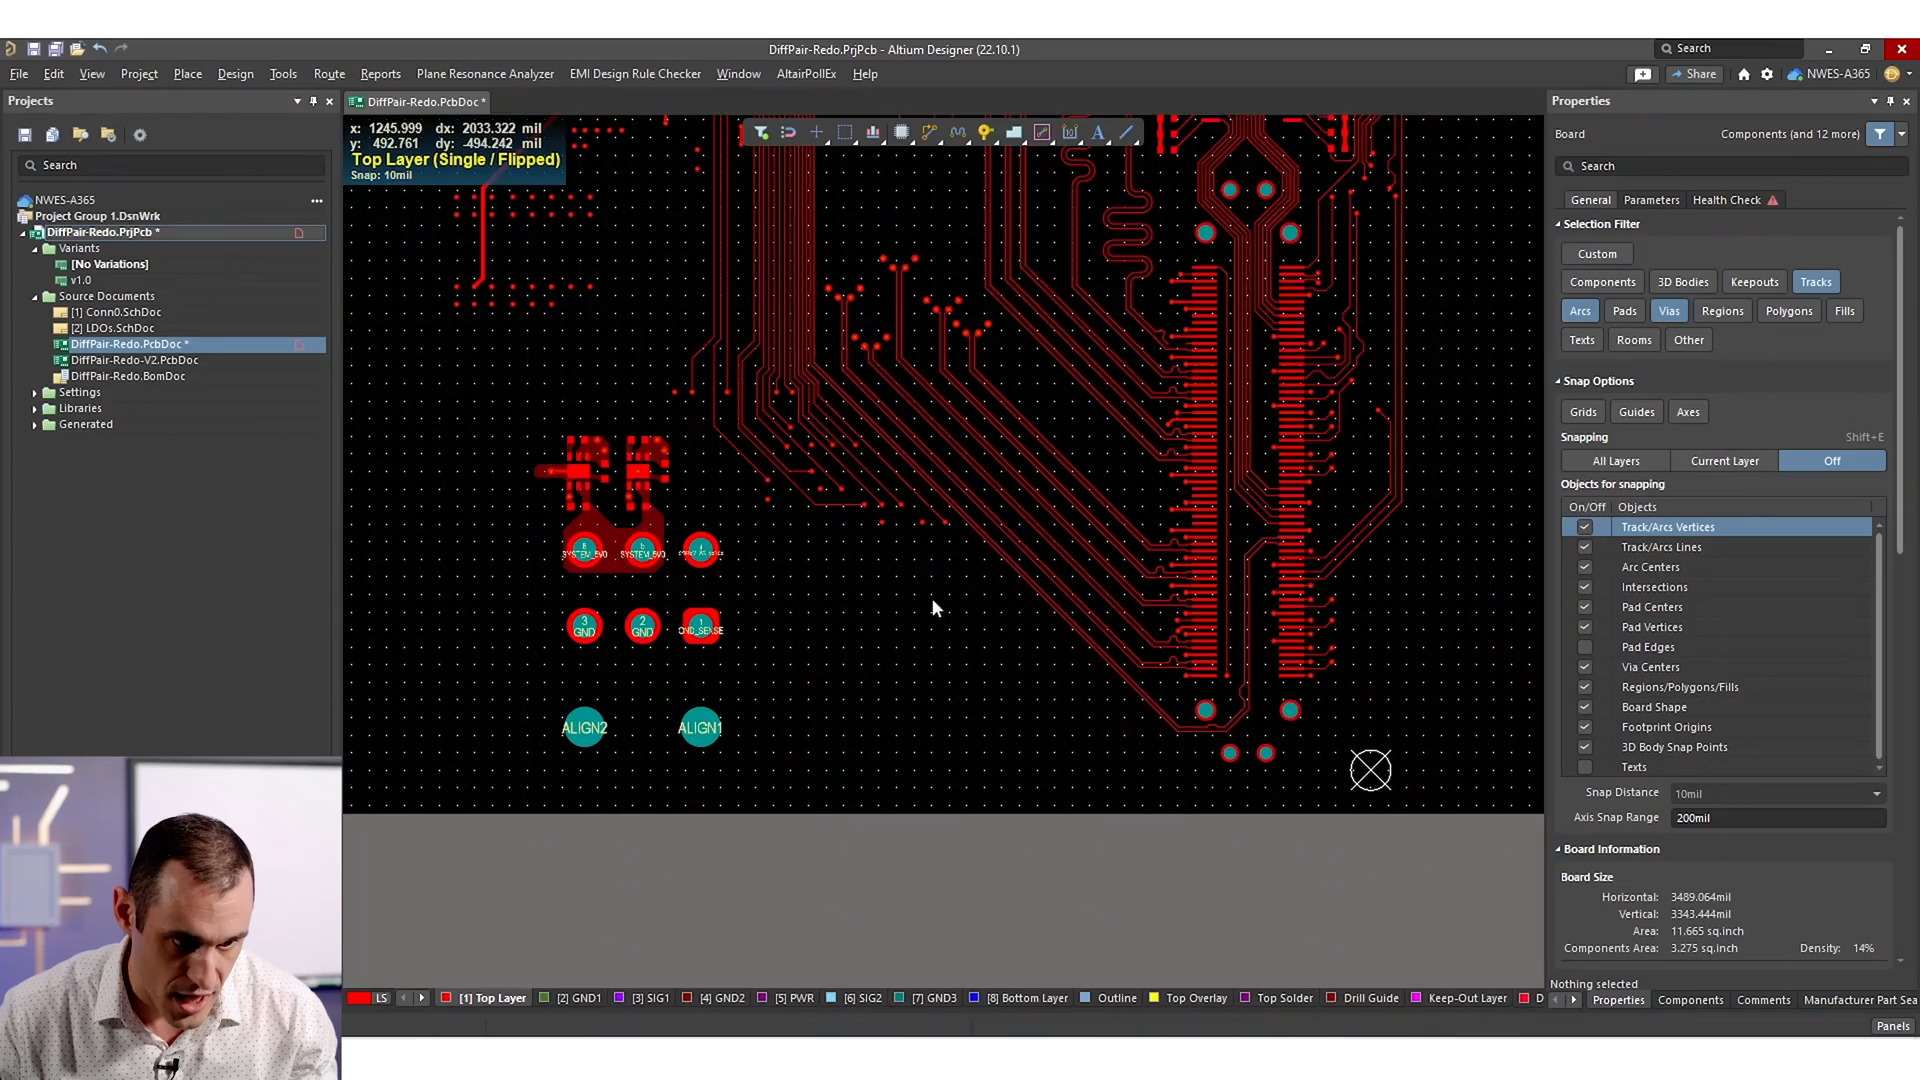 DiffPair-Redo.PrjPcb - Altium Designer (22.10.1)
Search
File Edit View Project Place Design Tools Route Reports Plane Resonance Analyzer EMI Design Rule Checker Window AltairPollEx Help
Share
NWES-A365
Projects
DiffPair-Redo.PcbDoc *
Properties
x: 1245.999 dx: 2033.322 mil
y: 492.761 dy: -494.242 mil
Top Layer (Single / Flipped)
Snap: 10mil
Board
Components (and 12 more)
Search
Search
NWES-A365
Project Group 1.DsnWrk
DiffPair-Redo.PrjPcb *
Variants
[No Variations]
v1.0
Source Documents
[1] Conn0.SchDoc
[2] LDOs.SchDoc
DiffPair-Redo.PcbDoc *
DiffPair-Redo-V2.PcbDoc
DiffPair-Redo.BomDoc
Settings
Libraries
Generated
General Parameters Health Check
Selection Filter
Custom
Components 3D Bodies Keepouts Tracks
Arcs Pads Vias Regions Polygons Fills
Texts Rooms Other
Snap Options
Grids Guides Axes
Snapping Shift+E
All Layers Current Layer Off
Objects for snapping
On/Off Objects
Track/Arcs Vertices
Track/Arcs Lines
Arc Centers
Intersections
Pad Centers
Pad Vertices
Pad Edges
Via Centers
Regions/Polygons/Fills
Board Shape
Footprint Origins
3D Body Snap Points
Texts
Snap Distance 10mil
Axis Snap Range 200mil
Board Information
Board Size
Horizontal: 3489.064mil
Vertical: 3343.444mil
Area: 11.665 sq.inch
Components Area: 3.275 sq.inch Density: 14%
Nothing selected
SYSTEM_5V0 SYSTEM_5V0
3 2 1
GND GND GND_SENSE
ALIGN2 ALIGN1
LS [1] Top Layer [2] GND1 [3] SIG1 [4] GND2 [5] PWR [6] SIG2 [7] GND3 [8] Bottom Layer Outline Top Overlay Top Solder Drill Guide Keep-Out Layer D
Properties Components Comments Manufacturer Part Sea
Panels